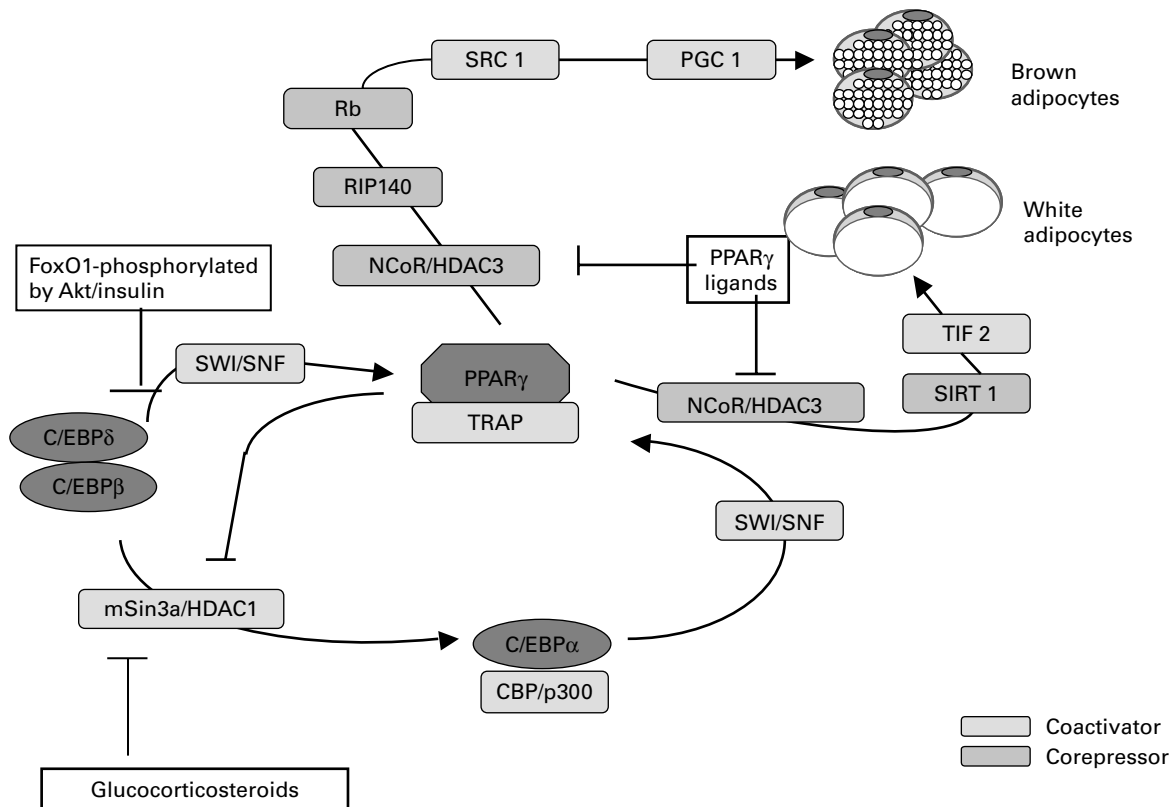 SRC 1
PGC 1
Brown
adipocytes
Rb
RIP140
White
adipocytes
FoxO1-phosphorylated
by Akt/insulin
NCoR/HDAC3
PPARγ
ligands
TIF 2
SWI/SNF
PPARγ
SIRT 1
NCoR/HDAC3
TRAP
C/EBPδ
C/EBPβ
SWI/SNF
mSin3a/HDAC1
C/EBPα
CBP/p300
Coactivator
Corepressor
Glucocorticosteroids